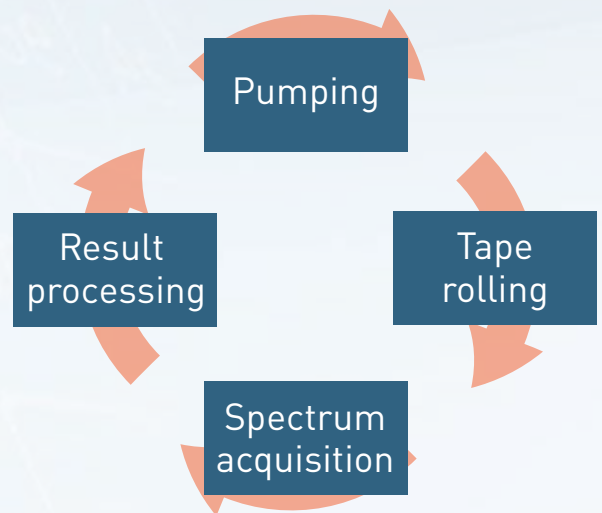 Pumping
Tape
rolling
Spectrum
acquisition
Result
processing